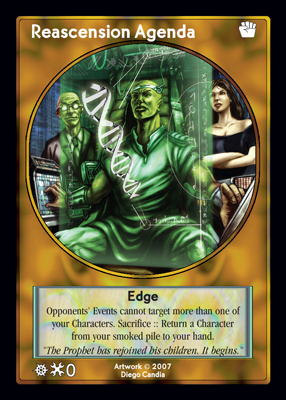 Reascension Agenda
Edge
Opponents' Events cannot target more than one
of your Characters. Sacrifice :: Return a Character
from your smoked pile to your hand.
"The Prophet has rejoined his children. It begins."
0
Artwork © 2007
Diego Candia